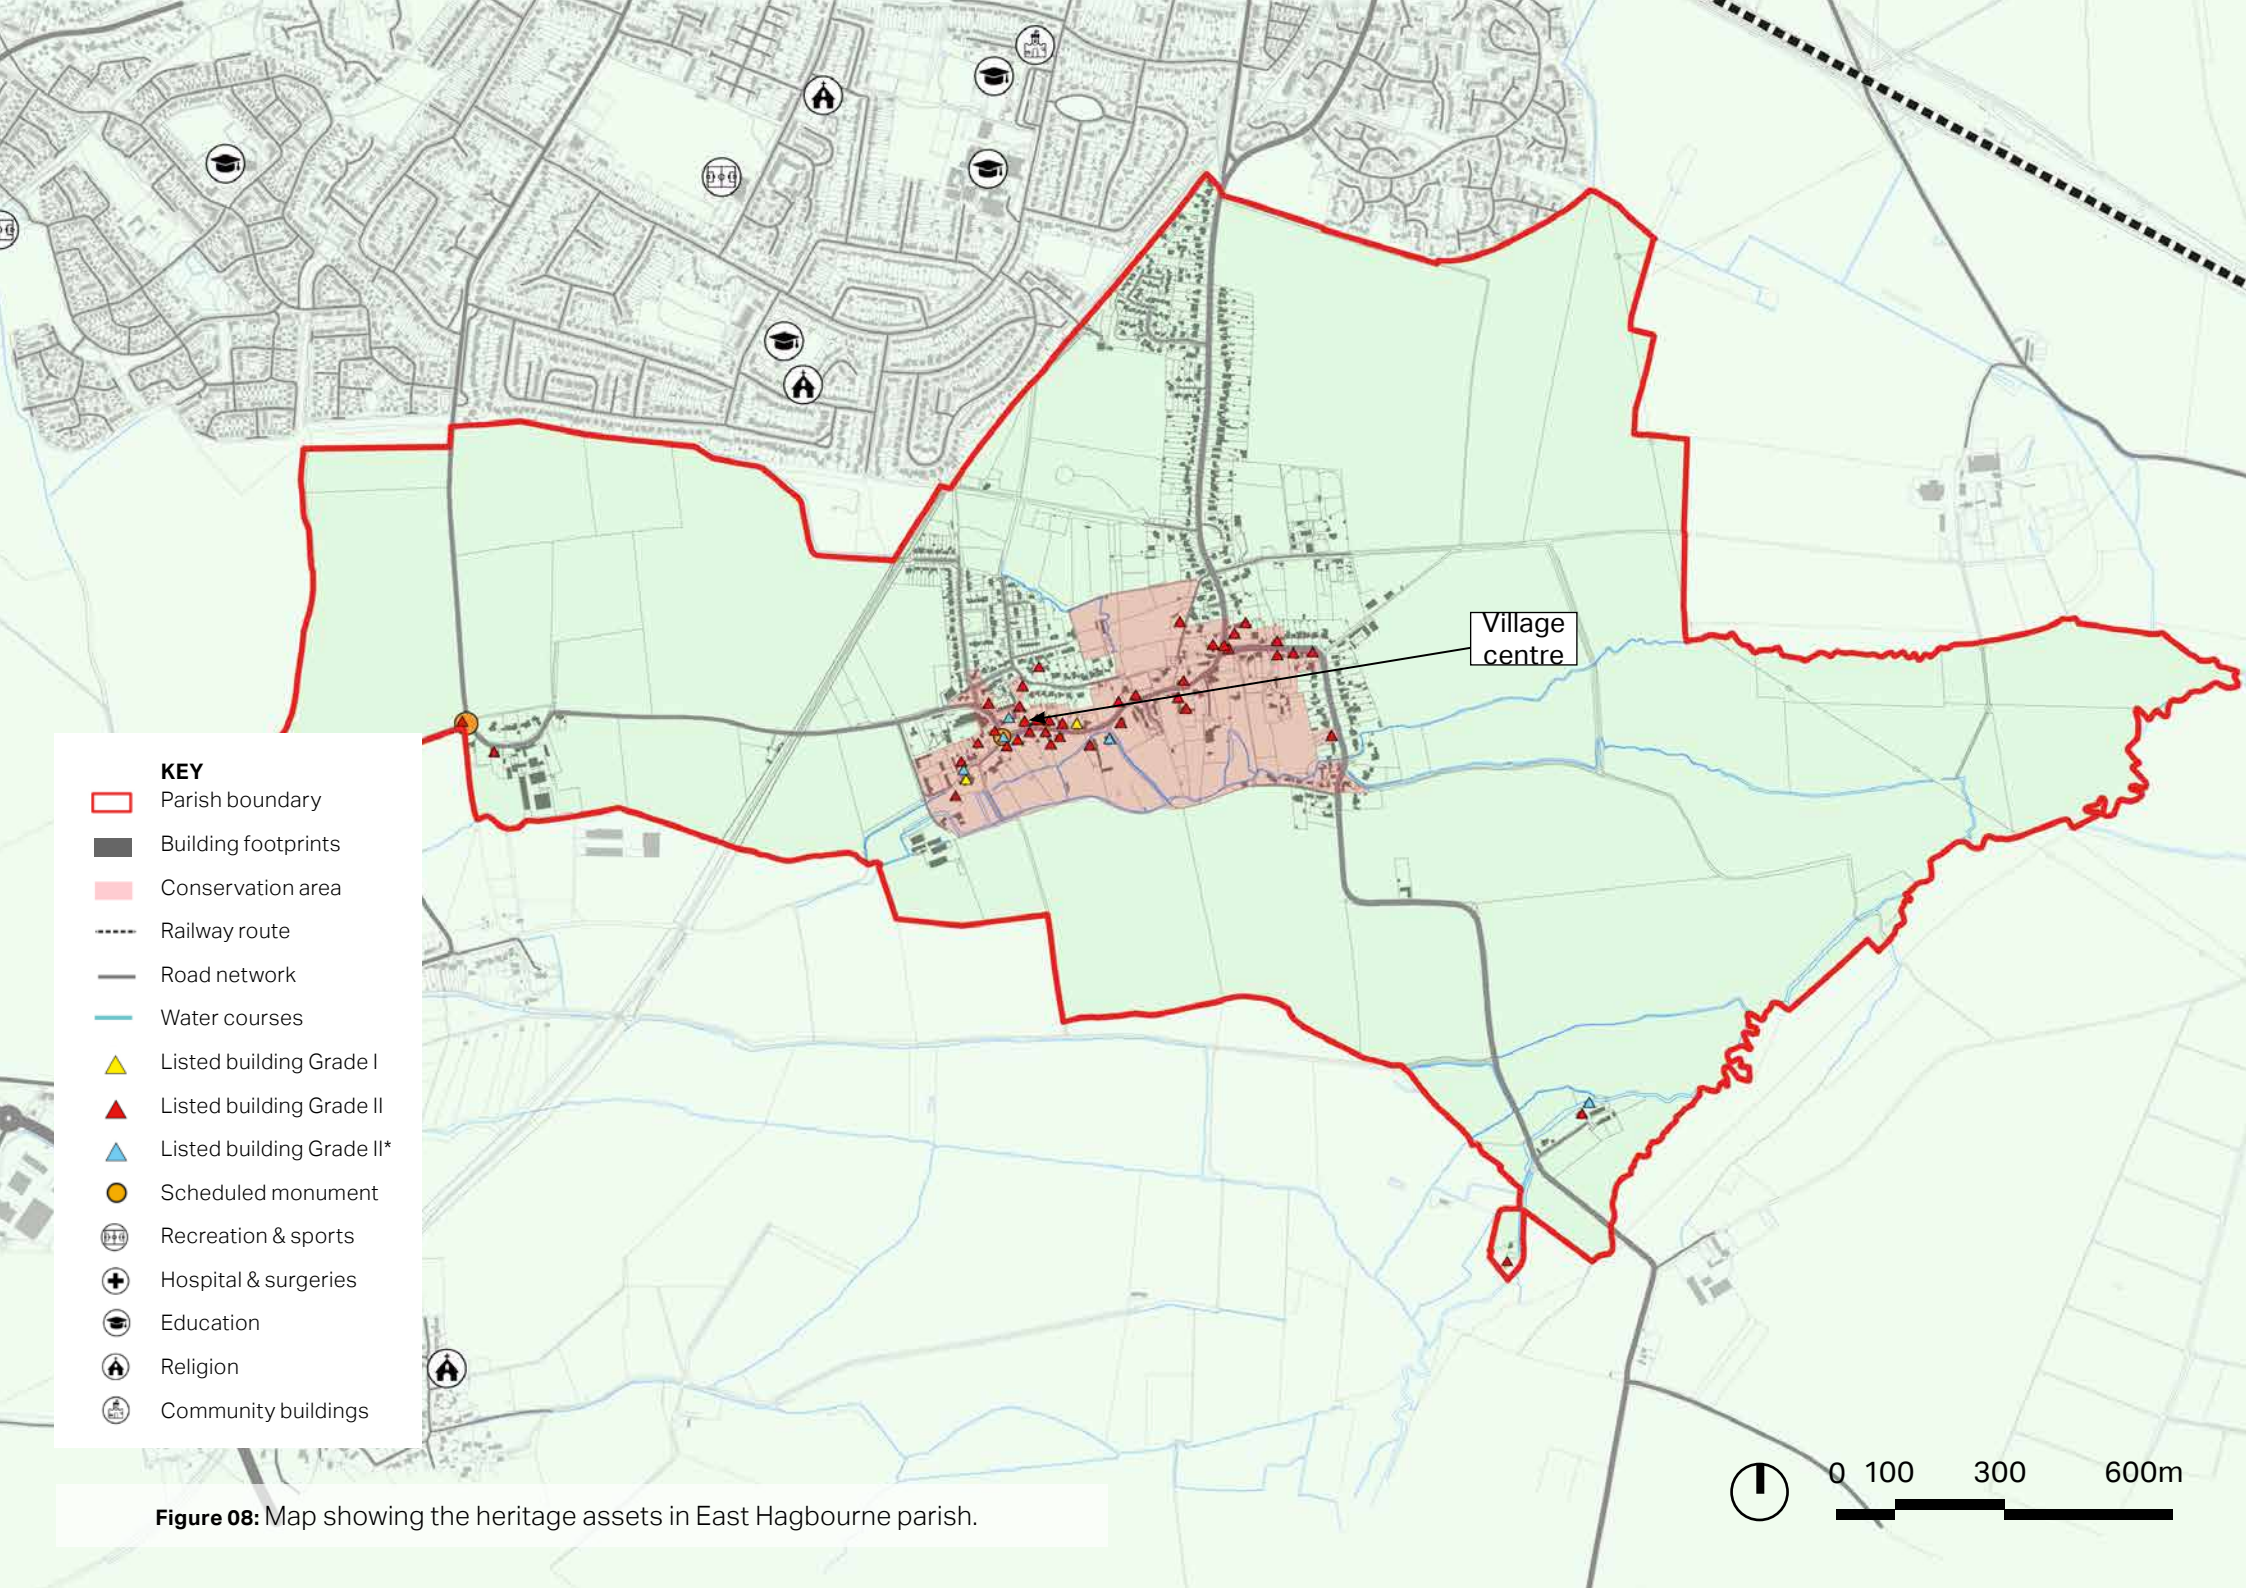 Village
centre
KEY
Parish boundary
Building footprints
Conservation area
Railway route
Road network
Water courses
Listed building Grade I
Listed building Grade II
Listed building Grade II*
Scheduled monument
Recreation & sports
Hospital & surgeries
Education
Religion
Community buildings
0 100 300 600m
Figure 08: Map showing the heritage assets in East Hagbourne parish.